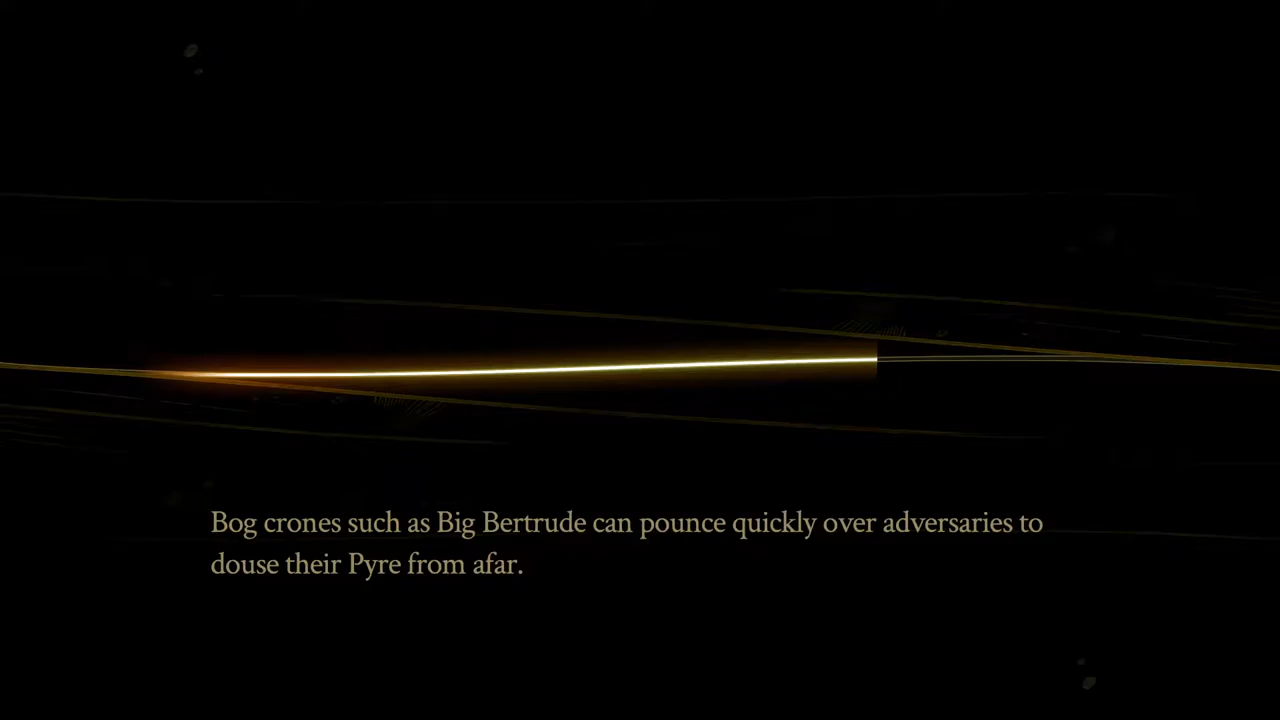 Bog crones such as Big Bertrude can pounce quickly over adversaries to
douse their Pyre from afar.